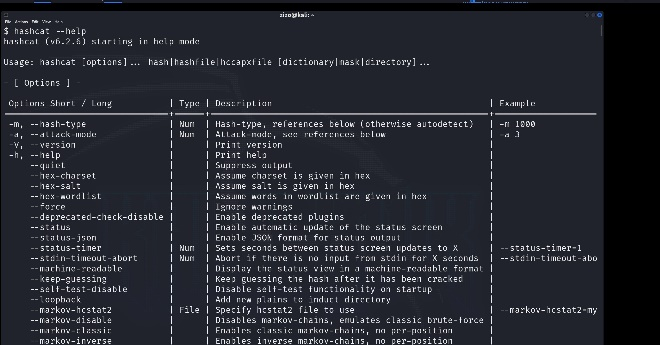 zizo@kali: ~
File Actions Edit View Help
$ hashcat --help
hashcat (v6.2.6) starting in help mode
Usage: hashcat [options]... hash|hashfile|hccapxfile [dictionary|mask|directory]...
- [ Options ] -
Options Short / Long | Type | Description | Example
-m, --hash-type | Num | Hash-type, references below (otherwise autodetect) | -m 1000
-a, --attack-mode | Num | Attack-mode, see references below | -a 3
-V, --version | | Print version |
-h, --help | | Print help |
--quiet | | Suppress output |
--hex-charset | | Assume charset is given in hex |
--hex-salt | | Assume salt is given in hex |
--hex-wordlist | | Assume words in wordlist are given in hex |
--force | | Ignore warnings |
--deprecated-check-disable | | Enable deprecated plugins |
--status | | Enable automatic update of the status screen |
--status-json | | Enable JSON format for status output |
--status-timer | Num | Sets seconds between status screen updates to X | --status-timer=1
--stdin-timeout-abort | Num | Abort if there is no input from stdin for X seconds | --stdin-timeout-abo
--machine-readable | | Display the status view in a machine-readable format |
--keep-guessing | | Keep guessing the hash after it has been cracked |
--self-test-disable | | Disable self-test functionality on startup |
--loopback | | Add new plains to induct directory |
--markov-hcstat2 | File | Specify hcstat2 file to use | --markov-hcstat2=my
--markov-disable | | Disables markov-chains, emulates classic brute-force |
--markov-classic | | Enables classic markov-chains, no per-position |
--markov-inverse | | Enables inverse markov-chains, no per-position |